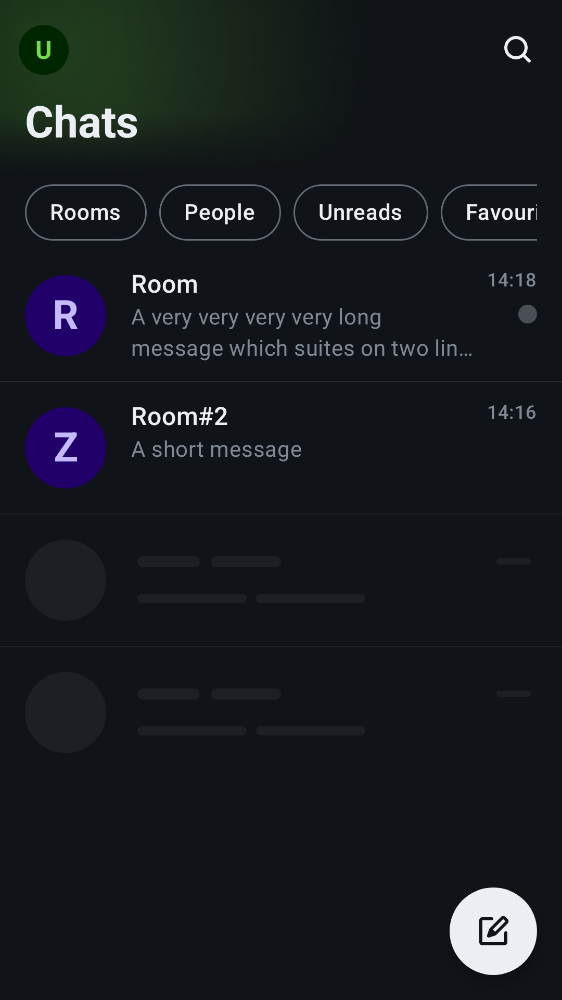 U
Chats
Rooms People Unreads Favouri
Room 14:18
A very very very very long
message which suites on two lin…
R
Room#2 14:16
A short message
Z